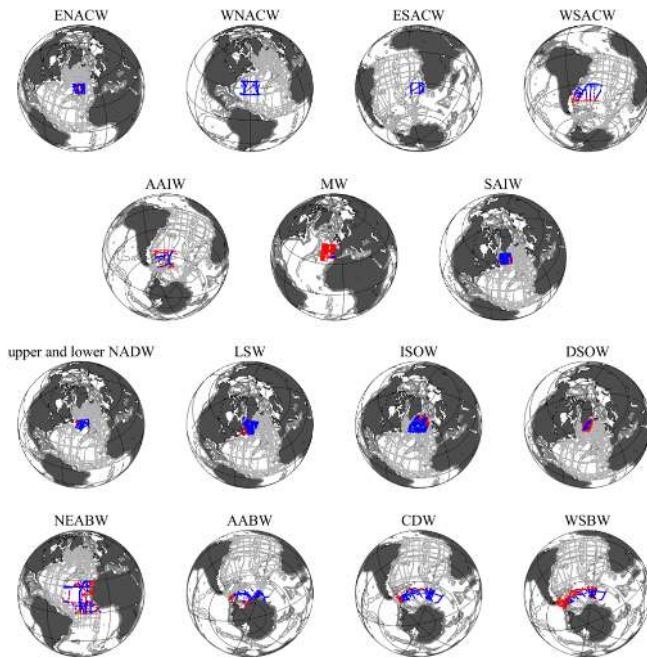 ENACW WNACW ESACW WSACW
AAIW MW SAIW
upper and lower NADW LSW ISOW DSOW
NEABW AABW CDW WSBW